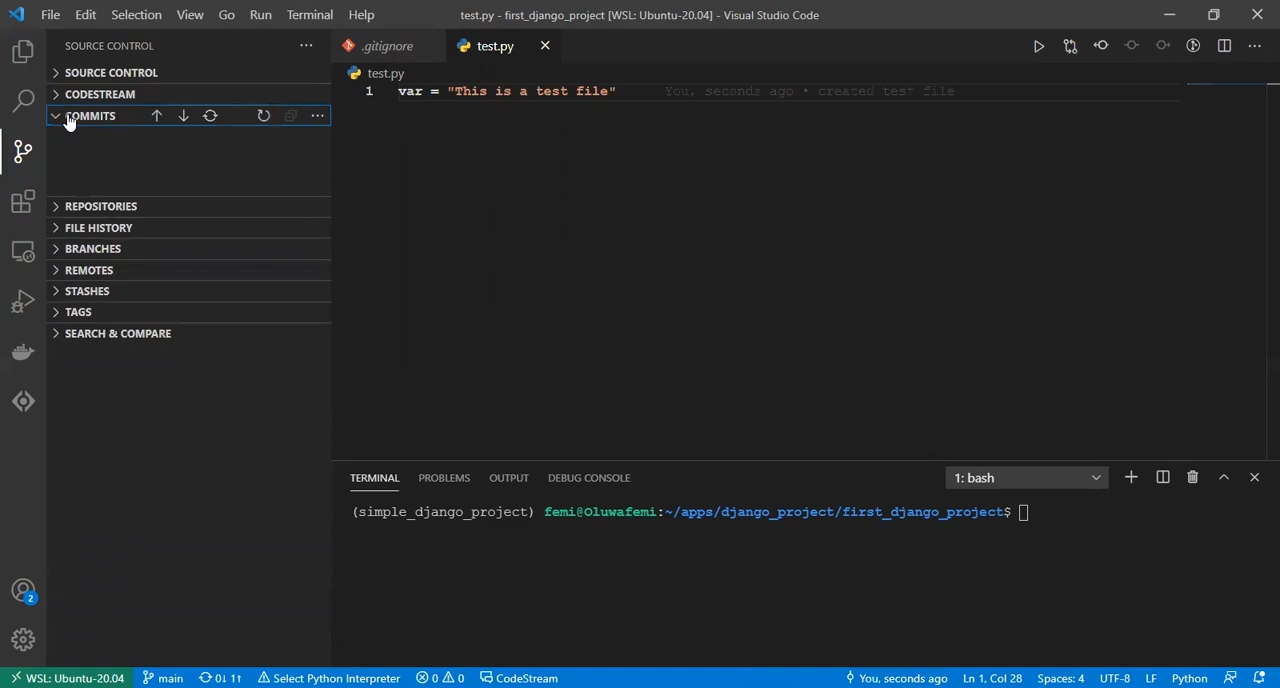 File Edit Selection View Go Run Terminal Help test.py - first_django_project [WSL: Ubuntu-20.04] - Visual Studio Code
SOURCE CONTROL
SOURCE CONTROL
CODESTREAM
COMMITS
REPOSITORIES
FILE HISTORY
BRANCHES
REMOTES
STASHES
TAGS
SEARCH & COMPARE
2
.gitignore test.py
test.py
1 var = "This is a test file" You, seconds ago • created test file
TERMINAL PROBLEMS OUTPUT DEBUG CONSOLE 1: bash
(simple_django_project) femi@Oluwafemi:~/apps/django_project/first_django_project$
WSL: Ubuntu-20.04 main 0↓ 1↑ Select Python Interpreter 0 0 CodeStream You, seconds ago Ln 1, Col 28 Spaces: 4 UTF-8 LF Python